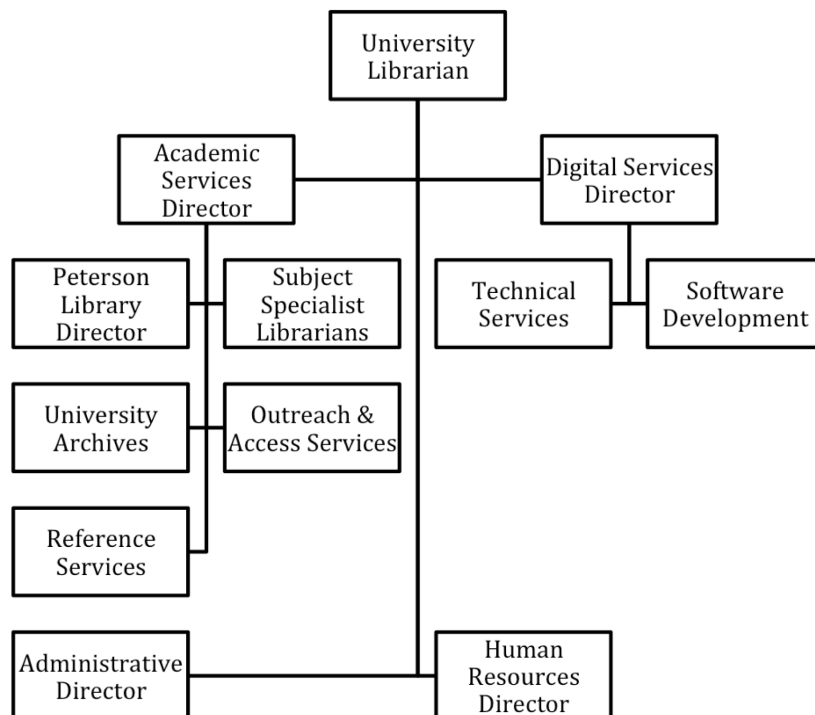 University
Librarian
Academic
Services
Director
Digital Services
Director
Peterson
Library
Director
Subject
Specialist
Librarians
Technical
Services
Software
Development
University
Archives
Outreach &
Access Services
Reference
Services
Administrative
Director
Human
Resources
Director